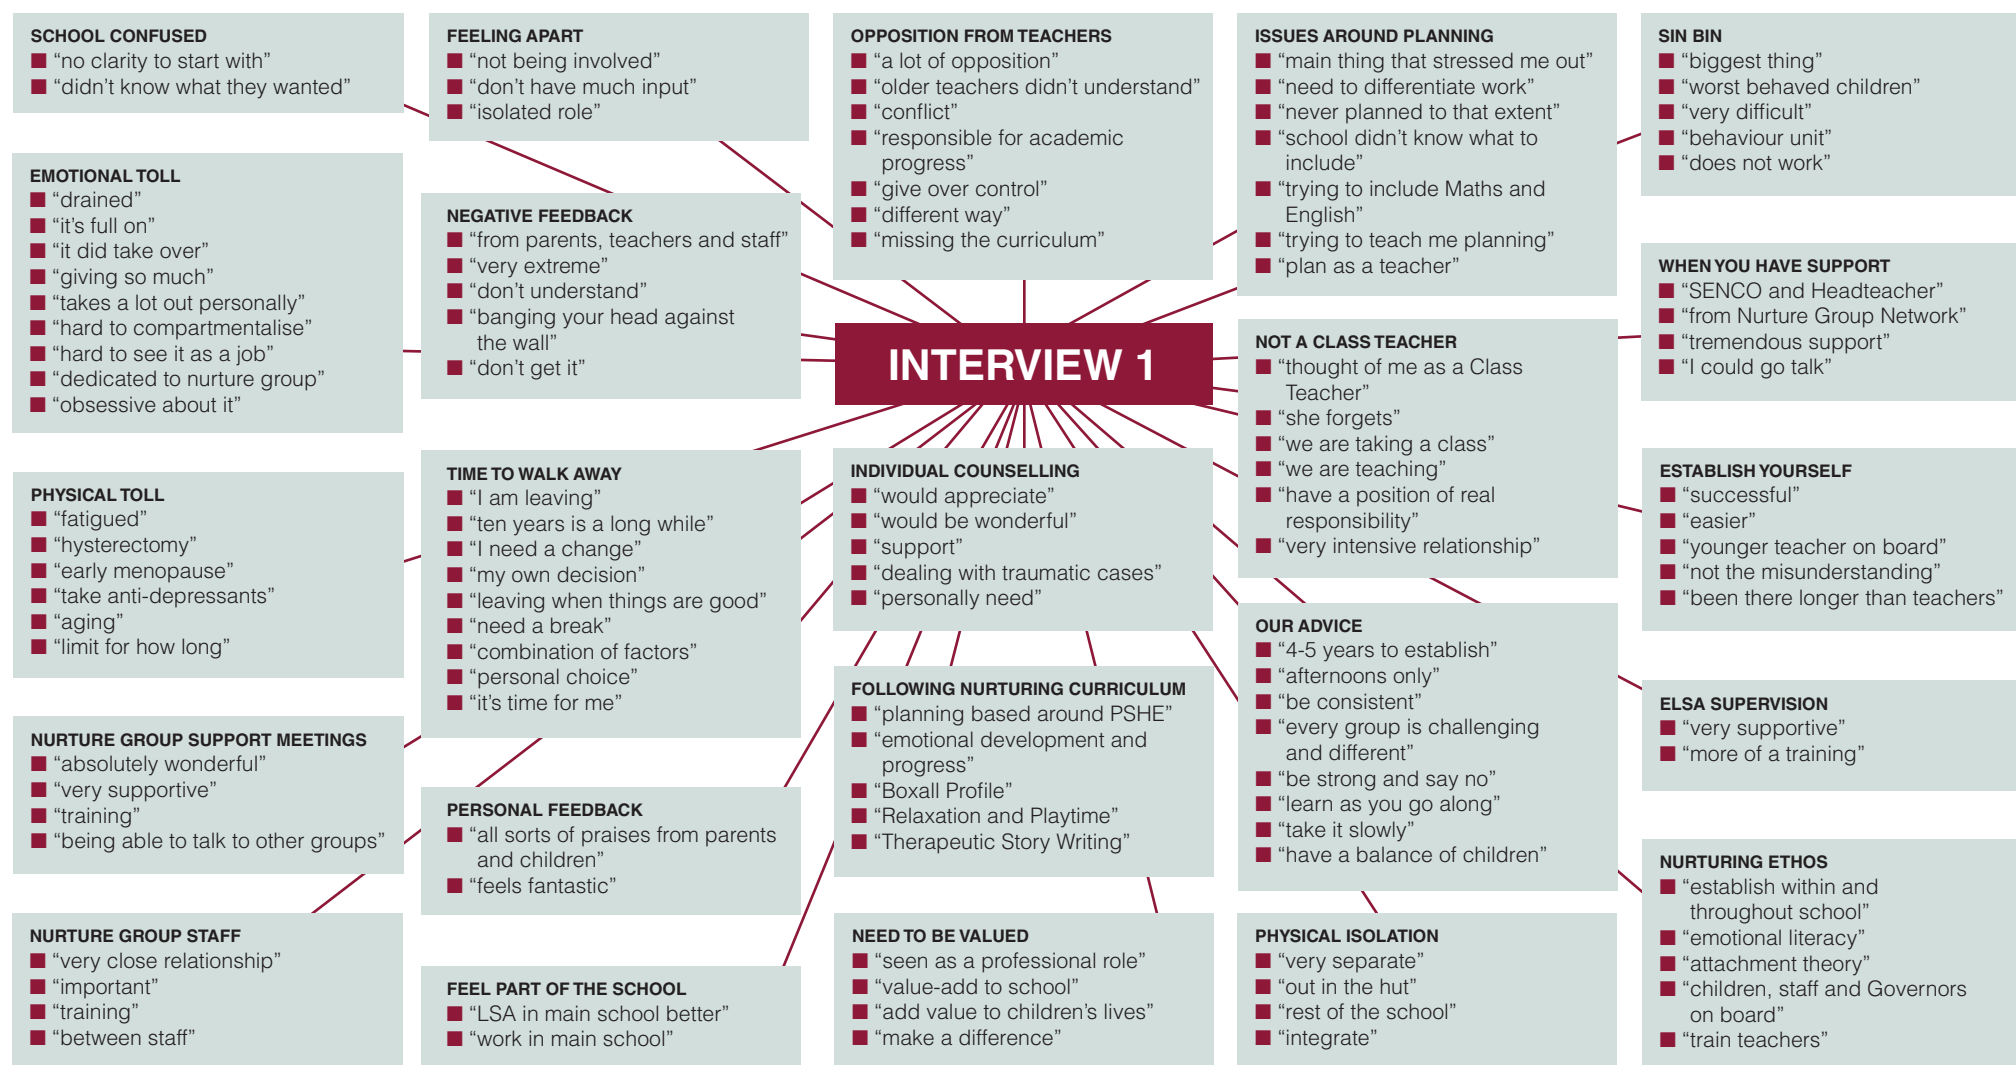 SCHOOL CONFUSED
■ “no clarity to start with”
■ “didn’t know what they wanted”
EMOTIONAL TOLL
■ “drained”
■ “it’s full on”
■ “it did take over”
■ “giving so much”
■ “takes a lot out personally”
■ “hard to compartmentalise”
■ “hard to see it as a job”
■ “dedicated to nurture group”
■ “obsessive about it”
PHYSICAL TOLL
■ “fatigued”
■ “hysterectomy”
■ “early menopause”
■ “take anti-depressants”
■ “aging”
■ “limit for how long”
NURTURE GROUP SUPPORT MEETINGS
■ “absolutely wonderful”
■ “very supportive”
■ “training”
■ “being able to talk to other groups”
NURTURE GROUP STAFF
■ “very close relationship”
■ “important”
■ “training”
■ “between staff”
FEELING APART
■ “not being involved”
■ “don’t have much input”
■ “isolated role”
NEGATIVE FEEDBACK
■ “from parents, teachers and staff”
■ “very extreme”
■ “don’t understand”
■ “banging your head against
the wall”
■ “don’t get it”
TIME TO WALK AWAY
■ “I am leaving”
■ “ten years is a long while”
■ “I need a change”
■ “my own decision”
■ “leaving when things are good”
■ “need a break”
■ “combination of factors”
■ “personal choice”
■ “it’s time for me”
PERSONAL FEEDBACK
■ “all sorts of praises from parents
and children”
■ “feels fantastic”
FEEL PART OF THE SCHOOL
■ “LSA in main school better”
■ “work in main school”
OPPOSITION FROM TEACHERS
■ “a lot of opposition”
■ “older teachers didn’t understand”
■ “conflict”
■ “responsible for academic
progress”
■ “give over control”
■ “different way”
■ “missing the curriculum”
INTERVIEW 1
INDIVIDUAL COUNSELLING
■ “would appreciate”
■ “would be wonderful”
■ “support”
■ “dealing with traumatic cases”
■ “personally need”
FOLLOWING NURTURING CURRICULUM
■ “planning based around PSHE”
■ “emotional development and
progress”
■ “Boxall Profile”
■ “Relaxation and Playtime”
■ “Therapeutic Story Writing”
NEED TO BE VALUED
■ “seen as a professional role”
■ “value-add to school”
■ “add value to children’s lives”
■ “make a difference”
ISSUES AROUND PLANNING
■ “main thing that stressed me out”
■ “need to differentiate work”
■ “never planned to that extent”
■ “school didn’t know what to
include”
■ “trying to include Maths and
English”
■ “trying to teach me planning”
■ “plan as a teacher”
NOT A CLASS TEACHER
■ “thought of me as a Class
Teacher”
■ “she forgets”
■ “we are taking a class”
■ “we are teaching”
■ “have a position of real
responsibility”
■ “very intensive relationship”
OUR ADVICE
■ “4-5 years to establish”
■ “afternoons only”
■ “be consistent”
■ “every group is challenging
and different”
■ “be strong and say no”
■ “learn as you go along”
■ “take it slowly”
■ “have a balance of children”
PHYSICAL ISOLATION
■ “very separate”
■ “out in the hut”
■ “rest of the school”
■ “integrate”
SIN BIN
■ “biggest thing”
■ “worst behaved children”
■ “very difficult”
■ “behaviour unit”
■ “does not work”
WHEN YOU HAVE SUPPORT
■ “SENCO and Headteacher”
■ “from Nurture Group Network”
■ “tremendous support”
■ “I could go talk”
ESTABLISH YOURSELF
■ “successful”
■ “easier”
■ “younger teacher on board”
■ “not the misunderstanding”
■ “been there longer than teachers”
ELSA SUPERVISION
■ “very supportive”
■ “more of a training”
NURTURING ETHOS
■ “establish within and
throughout school”
■ “emotional literacy”
■ “attachment theory”
■ “children, staff and Governors
on board”
■ “train teachers”